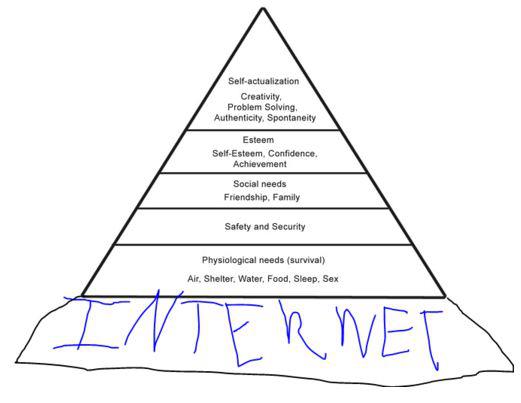 Self-actualization
Creativity,
Problem Solving,
Authenticity, Spontaneity
Esteem
Self-Esteem, Confidence,
Achievement
Social needs
Friendship, Family
Safety and Security
Physiological needs (survival)
Air, Shelter, Water, Food, Sleep, Sex
INTERNET